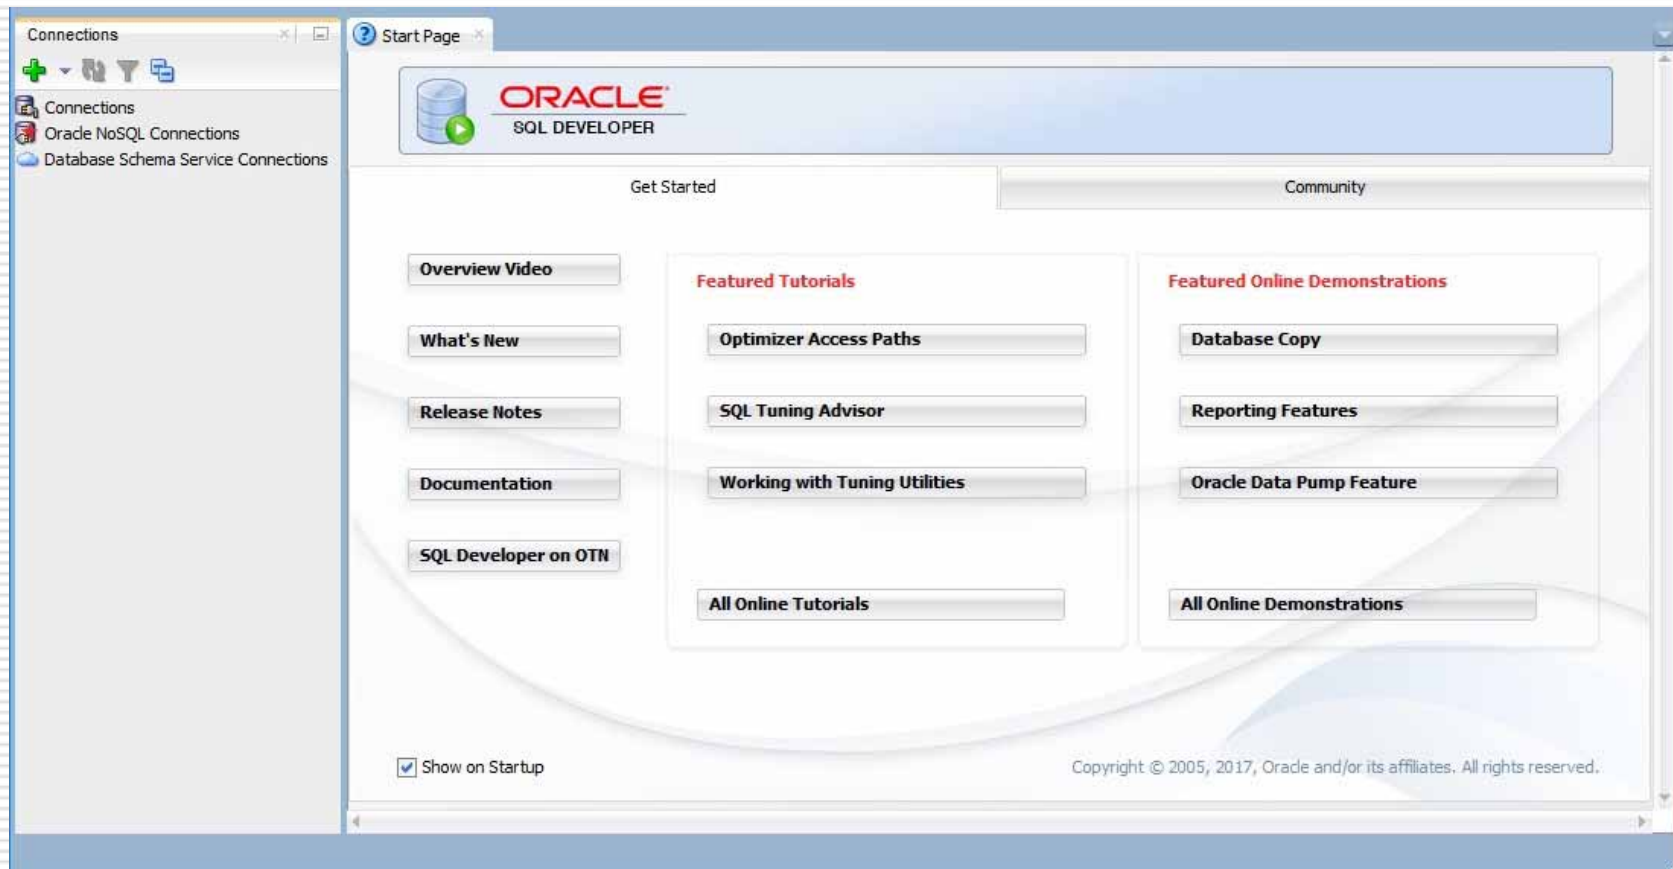 Connections
Start Page
Connections
Oracle NoSQL Connections
Database Schema Service Connections
ORACLE
SQL DEVELOPER
Get Started
Community
Overview Video
What's New
Release Notes
Documentation
SQL Developer on OTN
Featured Tutorials
Optimizer Access Paths
SQL Tuning Advisor
Working with Tuning Utilities
All Online Tutorials
Featured Online Demonstrations
Database Copy
Reporting Features
Oracle Data Pump Feature
All Online Demonstrations
Show on Startup
Copyright © 2005, 2017, Oracle and/or its affiliates. All rights reserved.